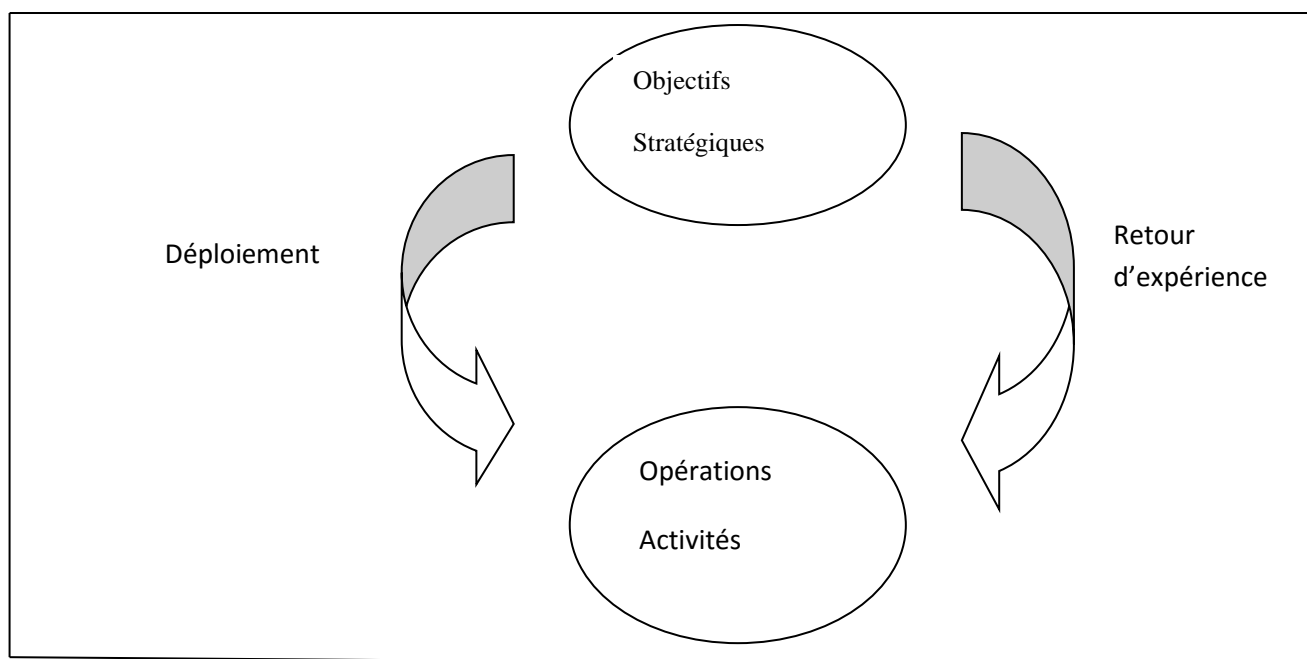 Objectifs
Stratégiques
Déploiement
Retour
d’expérience
Opérations
Activités